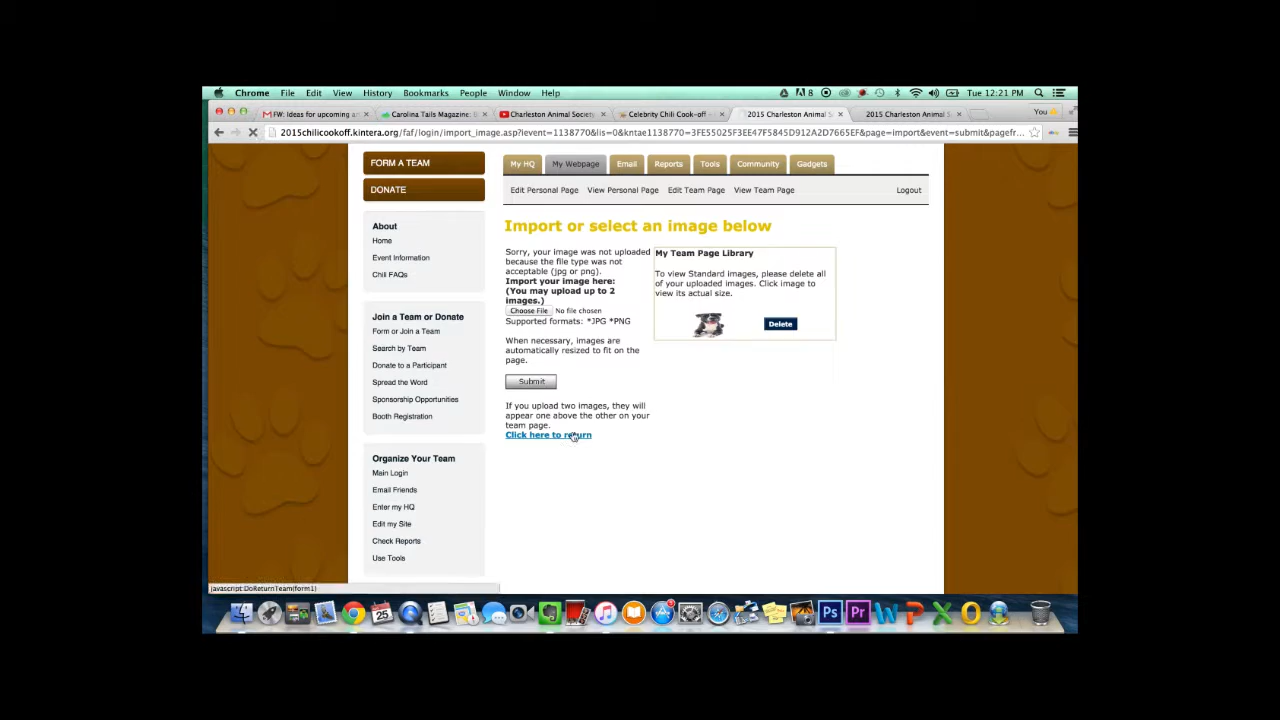 Chrome File Edit View History Bookmarks People Window Help
8 Tue 12:21 PM
FW: Ideas for upcoming ar
Carolina Tails Magazine:
Charleston Animal Society
Celebrity Chili Cook-off -
2015 Charleston Animal S
2015 Charleston Animal S
You
2015chilicookoff.kintera.org/faf/login/import_image.asp?event=1138770&lis=0&kntae1138770=3FE55025F3EE47F5845D912A2D7665EF&page=import&event=submit&pagefr...
FORM A TEAM
DONATE
About
Home
Event Information
Chili FAQs
Join a Team or Donate
Form or Join a Team
Search by Team
Donate to a Participant
Spread the Word
Sponsorship Opportunities
Booth Registration
Organize Your Team
Main Login
Email Friends
Enter my HQ
Edit my Site
Check Reports
Use Tools
My HQ My Webpage Email Reports Tools Community Gadgets
Edit Personal Page View Personal Page Edit Team Page View Team Page Logout
Import or select an image below
Sorry, your image was not uploaded
because the file type was not
acceptable (jpg or png).
Import your image here:
(You may upload up to 2
images.)
Choose File No file chosen
Supported formats: *JPG *PNG
When necessary, images are
automatically resized to fit on the
page.
Submit
If you upload two images, they will
appear one above the other on your
team page.
Click here to return
My Team Page Library
To view Standard images, please delete all
of your uploaded images. Click image to
view its actual size.
Delete
javascript:DoReturnTeam(form1)
25
Ps Pr W P X O